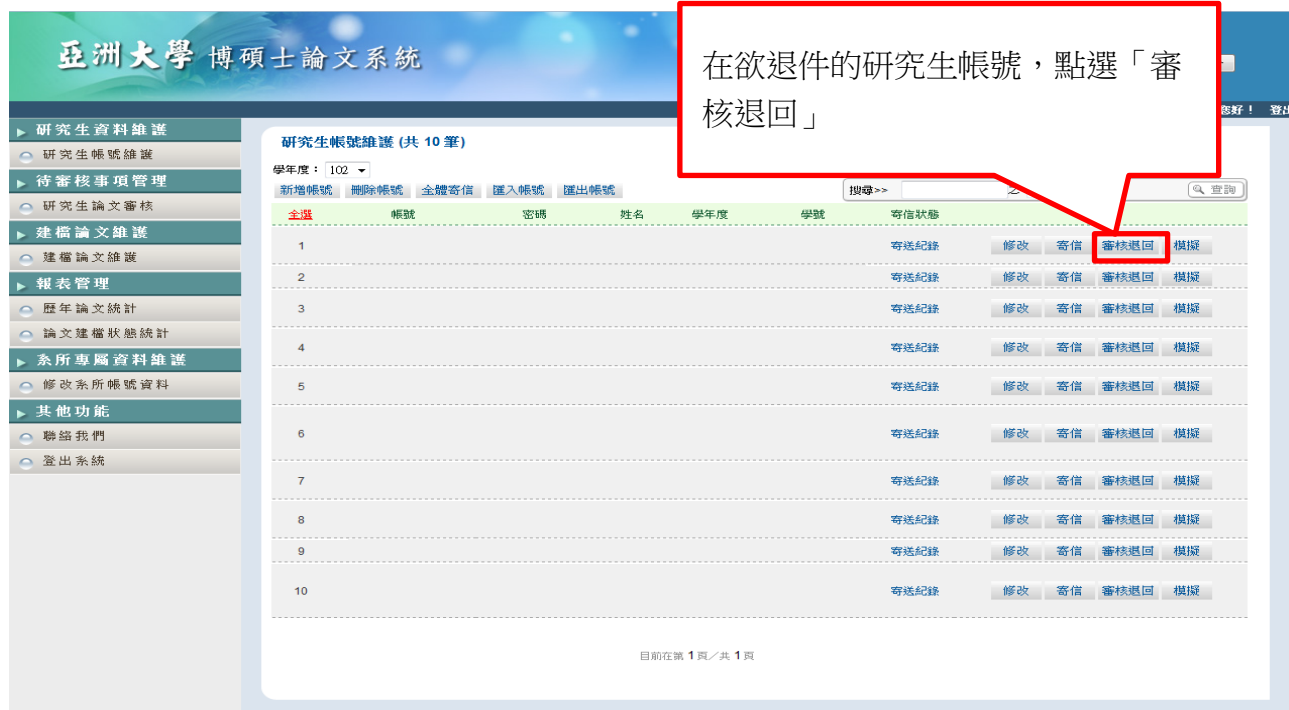 亞洲大學 博碩士論文系統
在欲退件的研究生帳號，點選「審
核退回」
您好！ 登出
研究生資料維護
研究生帳號維護
待審核事項管理
研究生論文審核
建檔論文維護
建檔論文維護
報表管理
歷年論文統計
論文建檔狀態統計
系所專屬資料維護
修改系所帳號資料
其他功能
聯絡我們
登出系統
研究生帳號維護 (共 10 筆)
學年度： 102
新增帳號 刪除帳號 全體寄信 匯入帳號 匯出帳號 搜尋>> 查詢
全選 帳號 密碼 姓名 學年度 學號 寄信狀態
1 寄送紀錄 修改 寄信 審核退回 模擬
2 寄送紀錄 修改 寄信 審核退回 模擬
3 寄送紀錄 修改 寄信 審核退回 模擬
4 寄送紀錄 修改 寄信 審核退回 模擬
5 寄送紀錄 修改 寄信 審核退回 模擬
6 寄送紀錄 修改 寄信 審核退回 模擬
7 寄送紀錄 修改 寄信 審核退回 模擬
8 寄送紀錄 修改 寄信 審核退回 模擬
9 寄送紀錄 修改 寄信 審核退回 模擬
10 寄送紀錄 修改 寄信 審核退回 模擬
目前在第 1 頁／共 1 頁